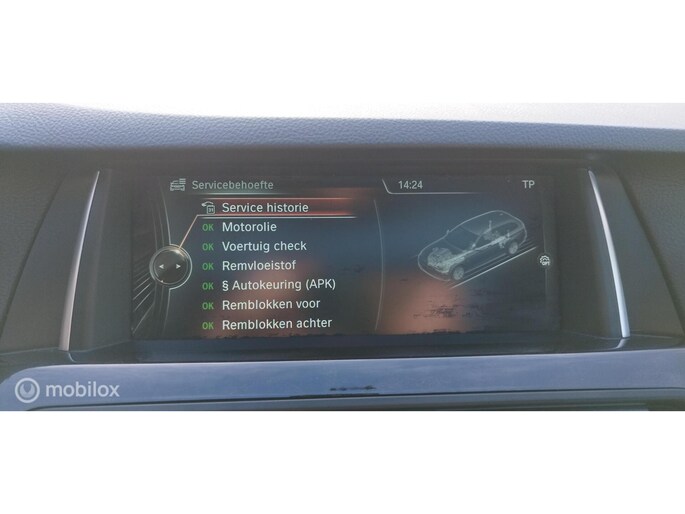 Servicebehoefte 14:24 TP
Service historie
OK Motorolie
OK Voertuig check
OK Remvloeistof
OK § Autokeuring (APK)
OK Remblokken voor
OK Remblokken achter
mobilox